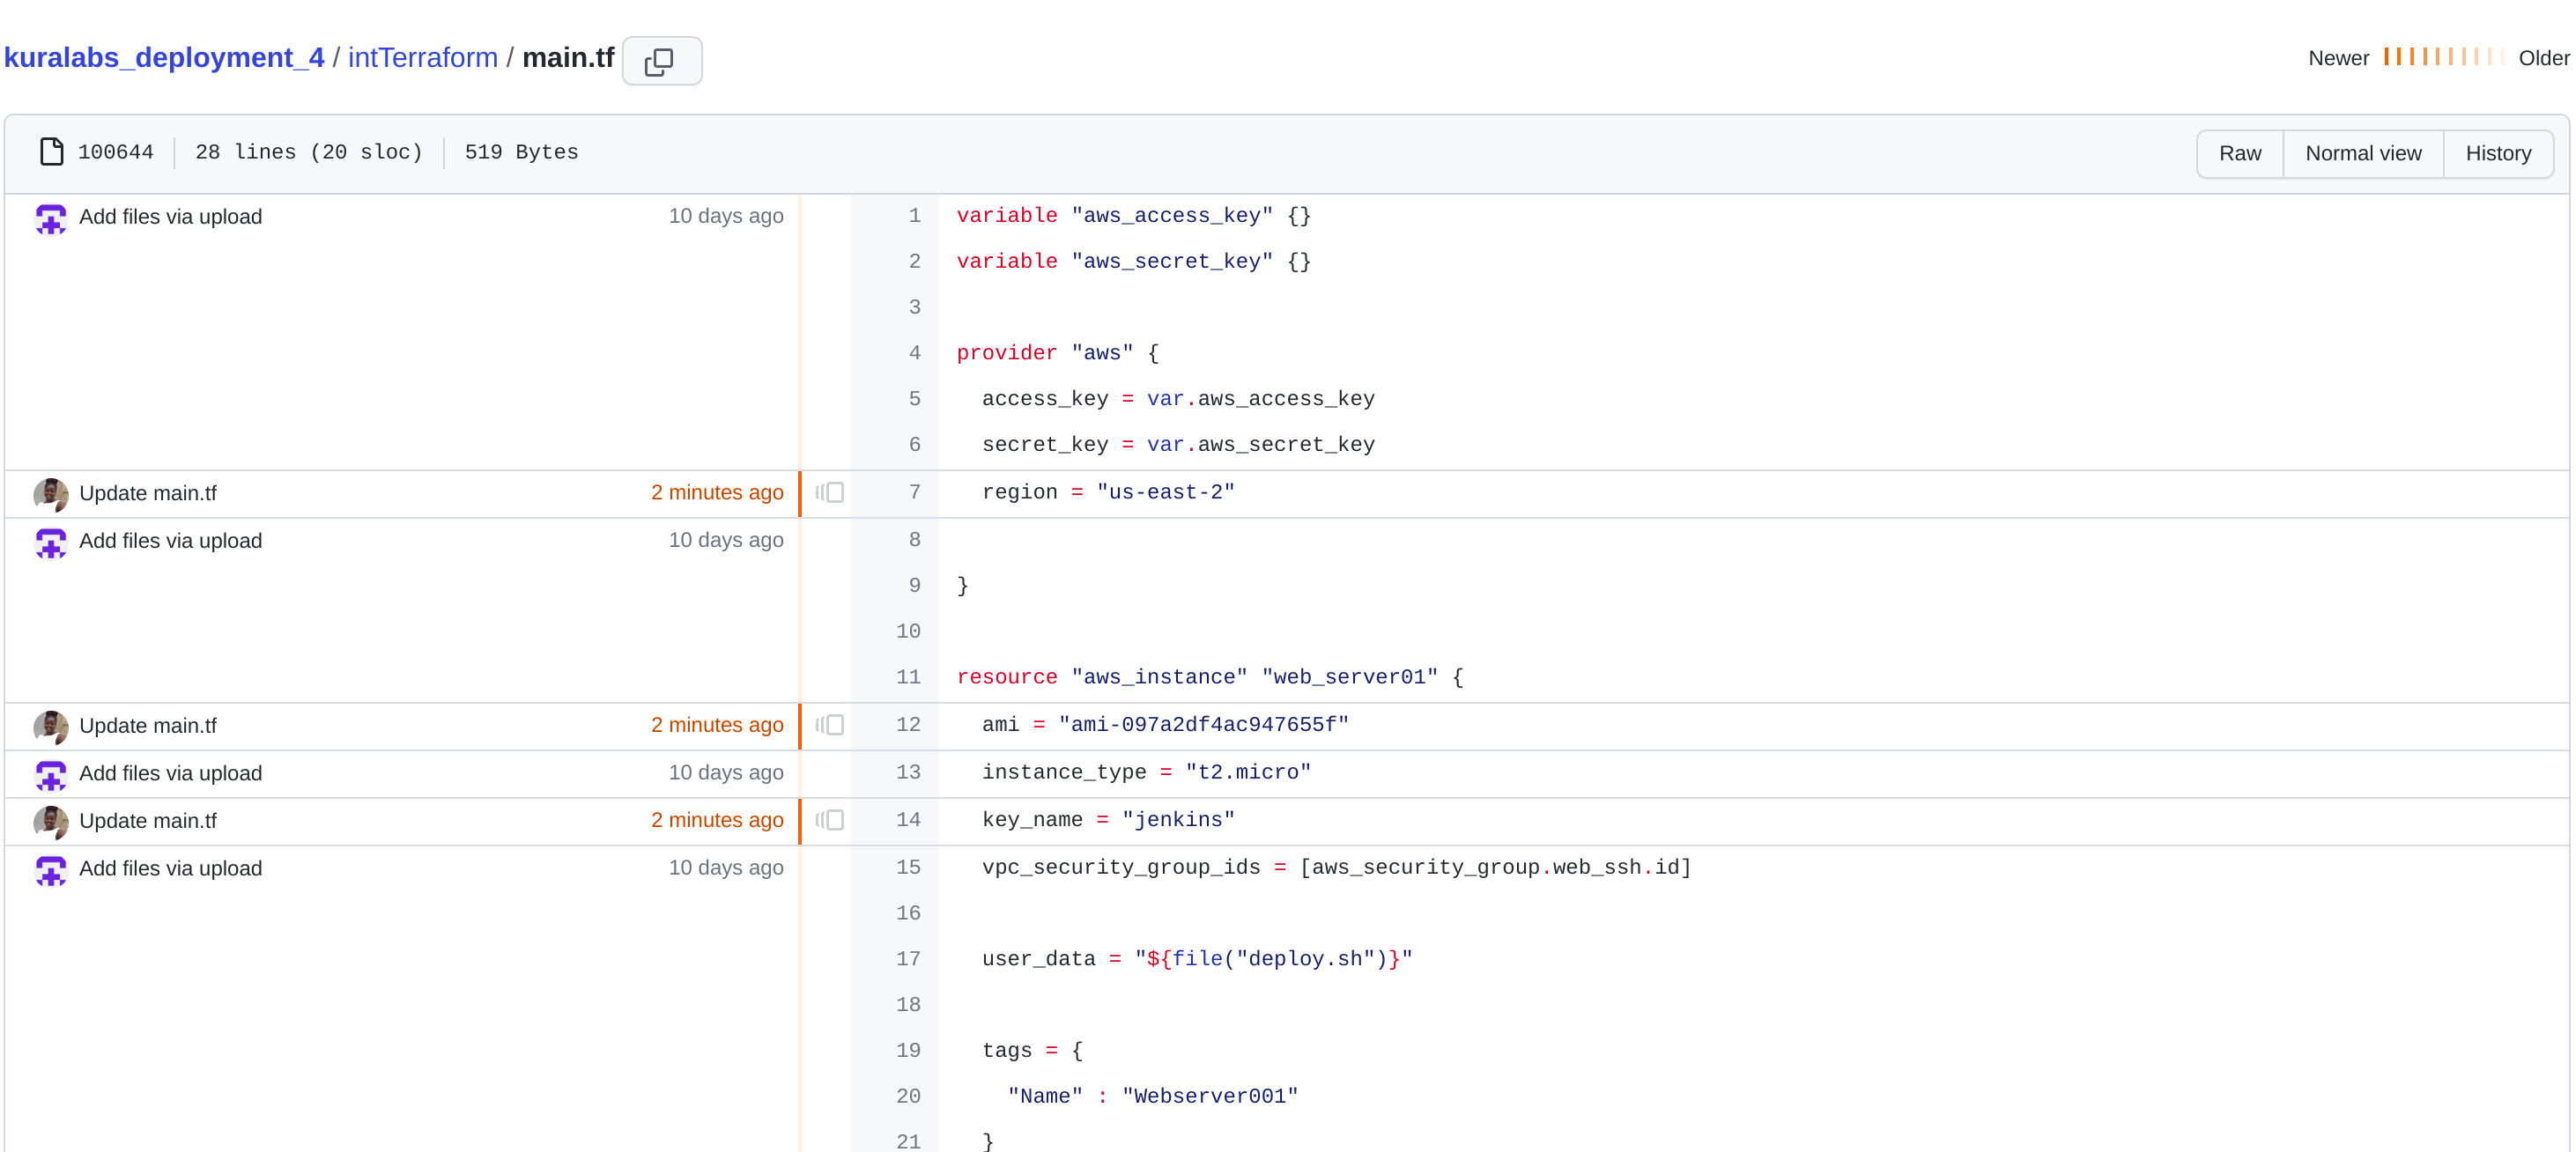 kuralabs_deployment_4 / intTerraform / main.tf
Newer Older
100644 28 lines (20 sloc) 519 Bytes
Raw Normal view History
Add files via upload 10 days ago 1 variable "aws_access_key" {}
2 variable "aws_secret_key" {}
3
4 provider "aws" {
5 access_key = var.aws_access_key
6 secret_key = var.aws_secret_key
Update main.tf 2 minutes ago 7 region = "us-east-2"
Add files via upload 10 days ago 8
9 }
10
11 resource "aws_instance" "web_server01" {
Update main.tf 2 minutes ago 12 ami = "ami-097a2df4ac947655f"
Add files via upload 10 days ago 13 instance_type = "t2.micro"
Update main.tf 2 minutes ago 14 key_name = "jenkins"
Add files via upload 10 days ago 15 vpc_security_group_ids = [aws_security_group.web_ssh.id]
16
17 user_data = "${file("deploy.sh")}"
18
19 tags = {
20 "Name" : "Webserver001"
21 }